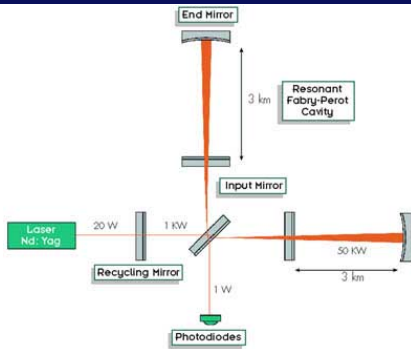 End Mirror
3 km
Resonant
Fabry-Perot
Cavity
Input Mirror
Laser
Nd: Yag
20 W
1 KW
Recycling Mirror
50 KW
3 km
1 W
Photodiodes